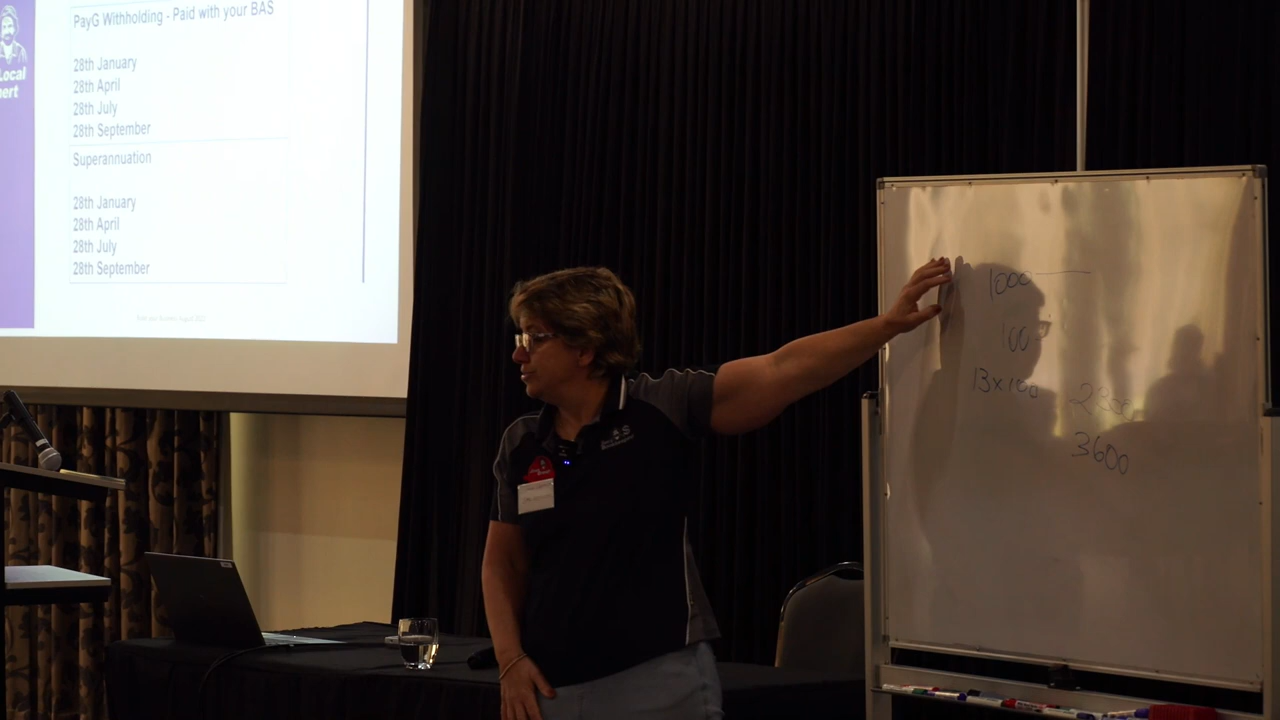 PayG Withholding - Paid with your BAS
28th January
28th April
28th July
28th September
Superannuation
28th January
28th April
28th July
28th September
Local
1000
100
13x100
3600